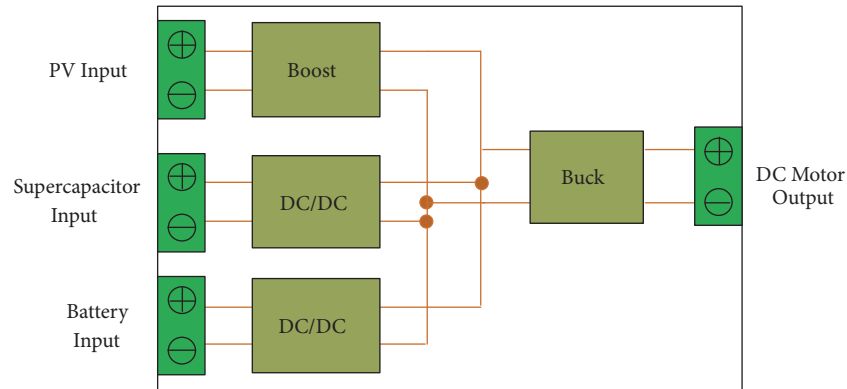 PV Input
Boost
Supercapacitor
Input
DC/DC
Buck
DC Motor
Output
Battery
Input
DC/DC